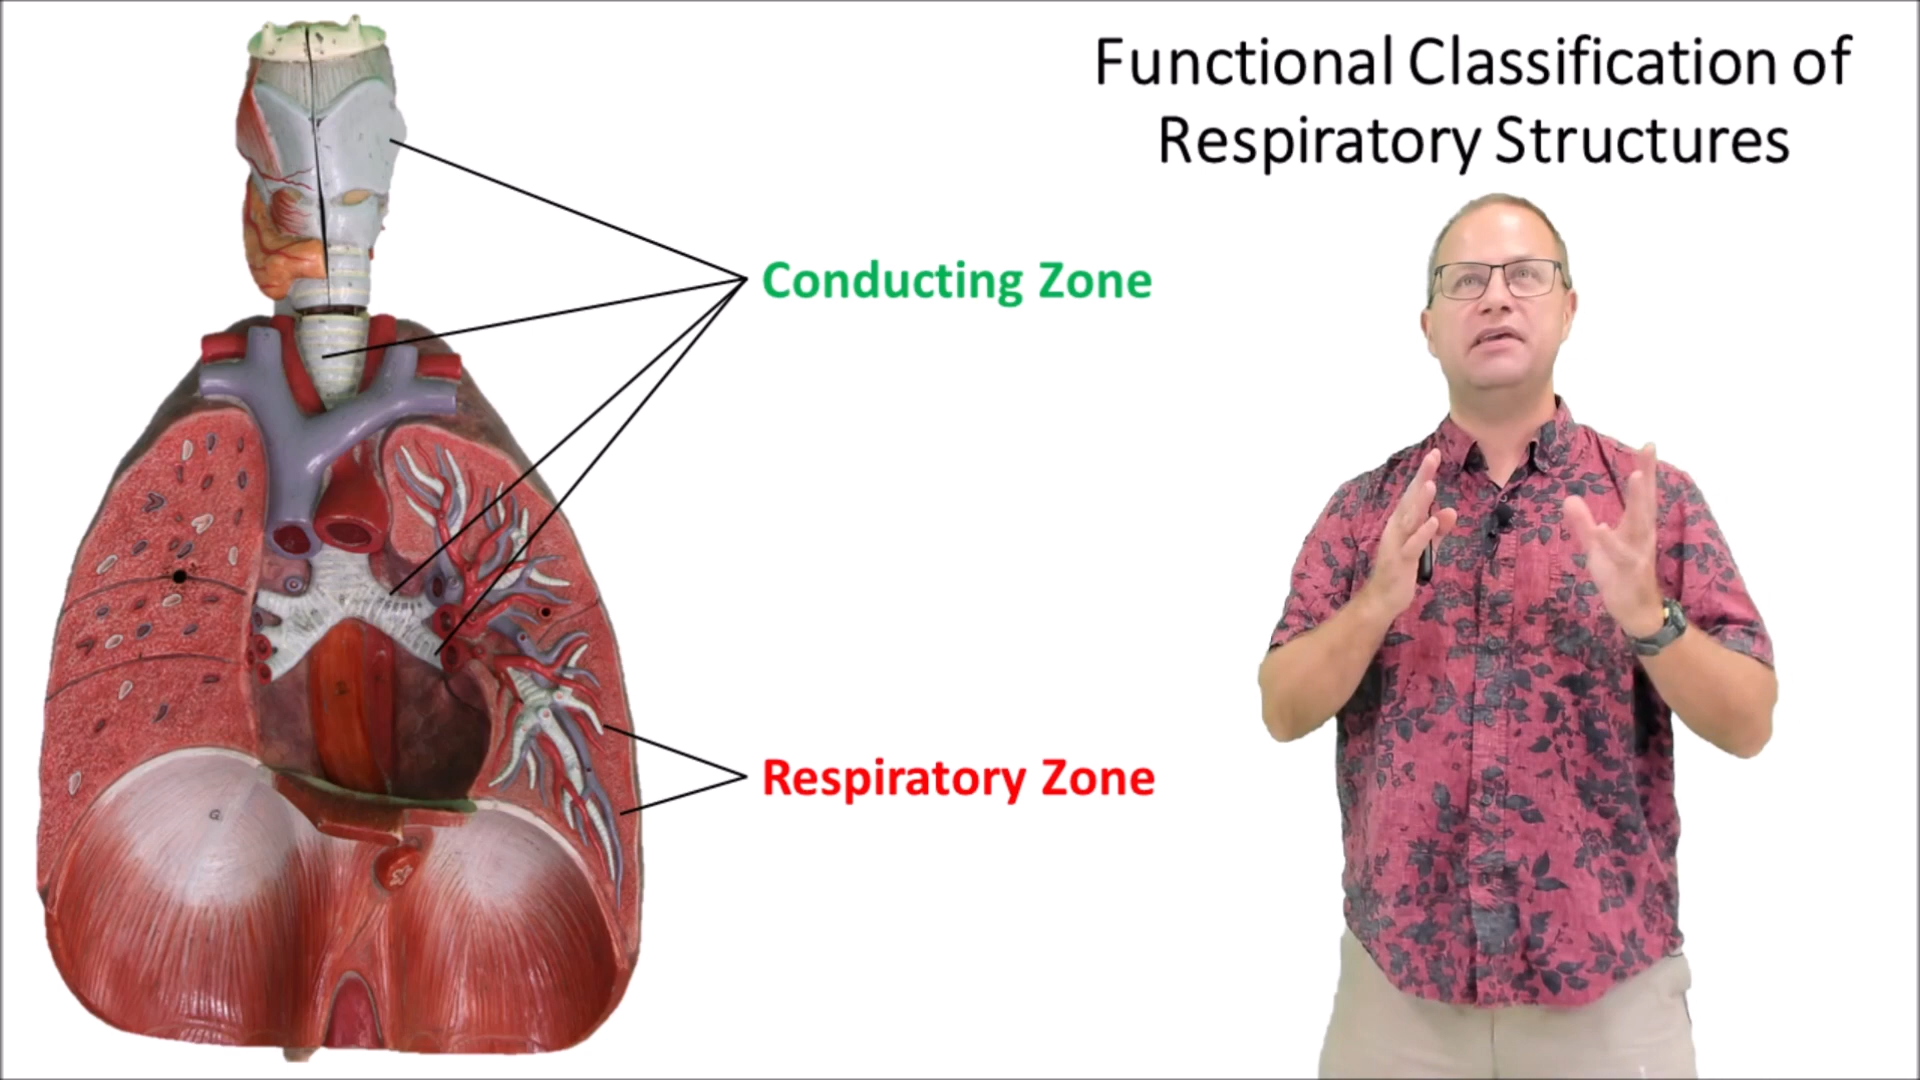 Functional Classification of
Respiratory Structures
Conducting Zone
Respiratory Zone